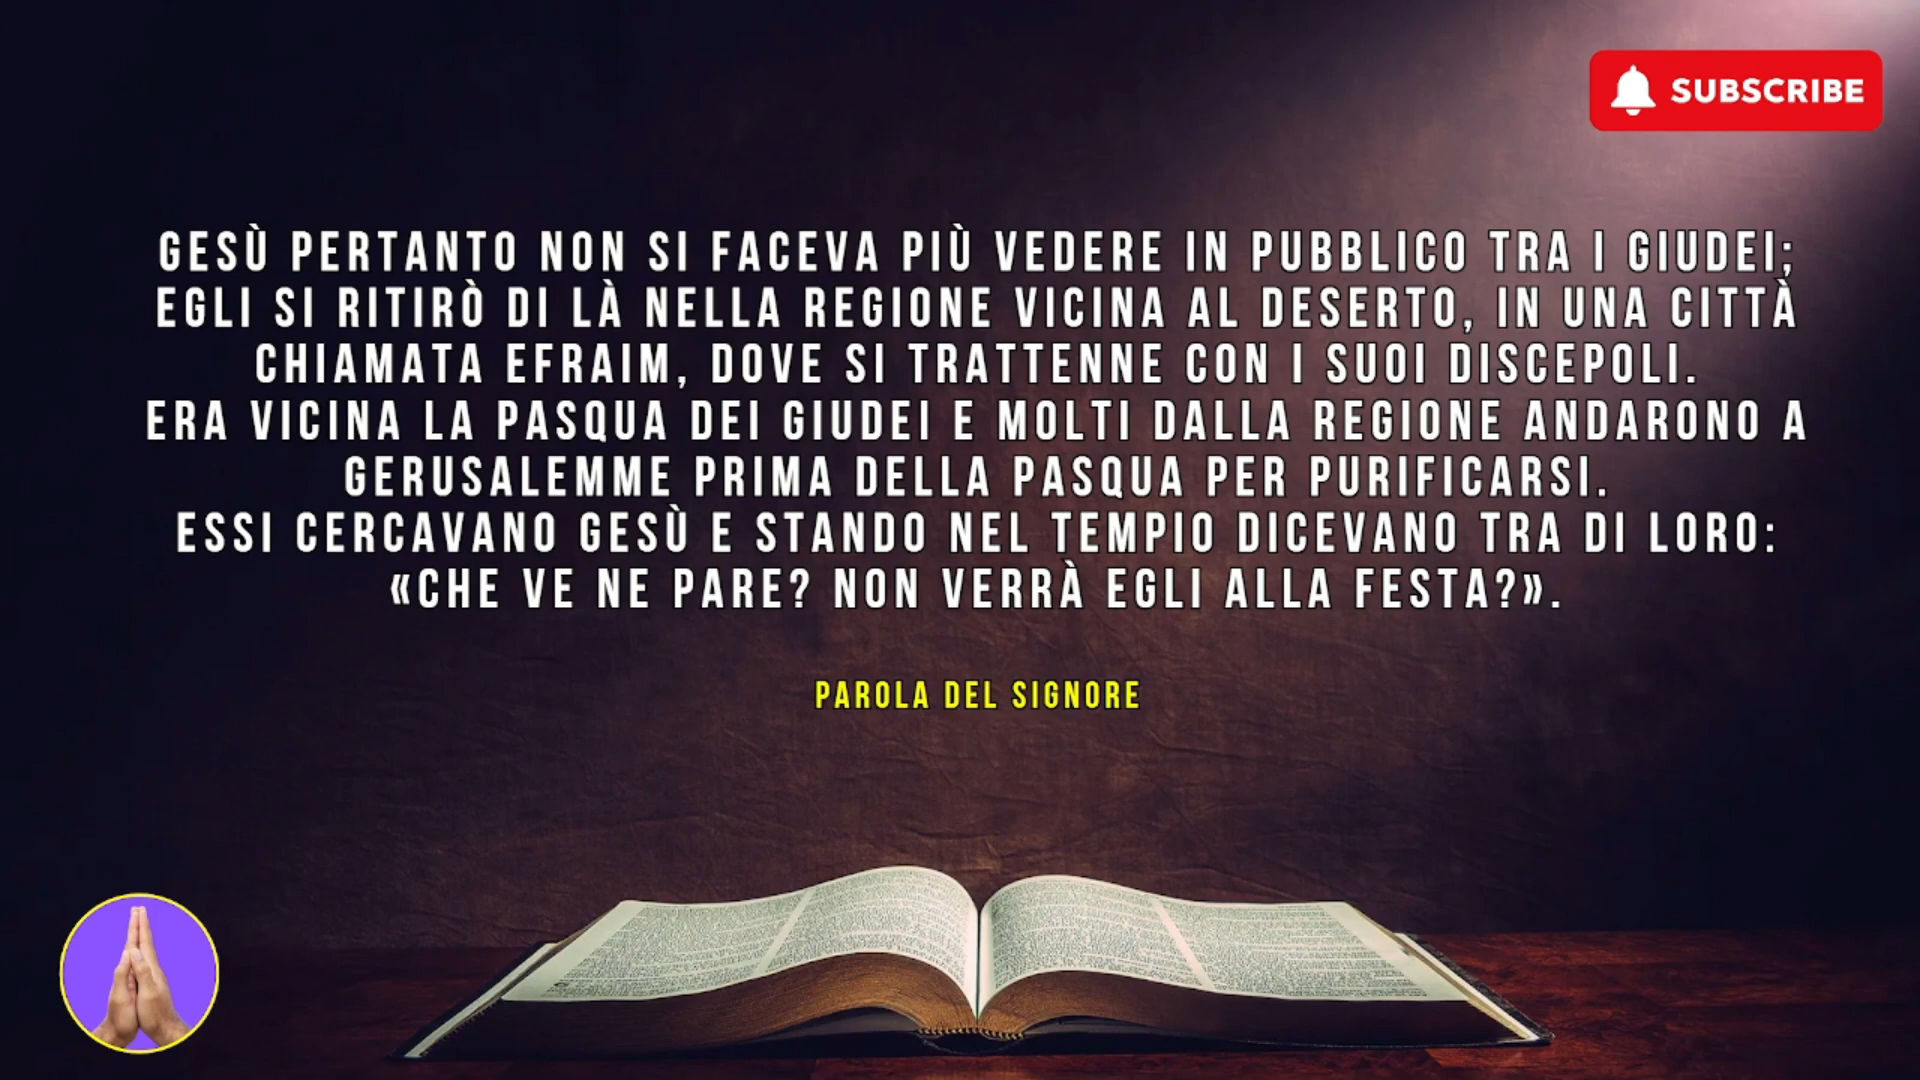 SUBSCRIBE
GESÙ PERTANTO NON SI FACEVA PIÙ VEDERE IN PUBBLICO TRA I GIUDEI;
EGLI SI RITIRÒ DI LÀ NELLA REGIONE VICINA AL DESERTO, IN UNA CITTÀ
CHIAMATA EFRAIM, DOVE SI TRATTENNE CON I SUOI DISCEPOLI.
ERA VICINA LA PASQUA DEI GIUDEI E MOLTI DALLA REGIONE ANDARONO A
GERUSALEMME PRIMA DELLA PASQUA PER PURIFICARSI.
ESSI CERCAVANO GESÙ E STANDO NEL TEMPIO DICEVANO TRA DI LORO:
«CHE VE NE PARE? NON VERRÀ EGLI ALLA FESTA?».
PAROLA DEL SIGNORE